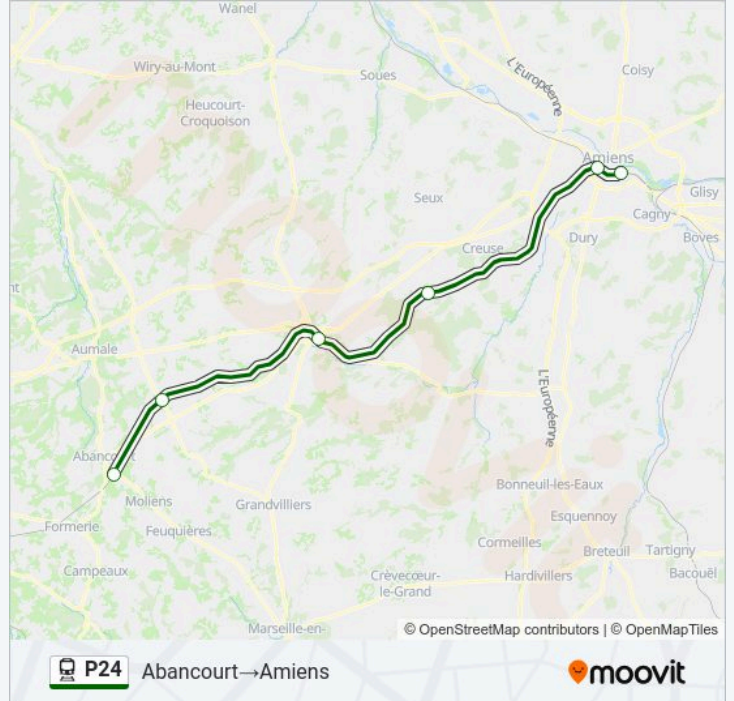 Wanel
L'Européenne
Wiry-au-Mont
Soues
Coisy
Heucourt-
Croquoison
Amiens
Seux
Glisy
Cagny
Creuse
Dury
Boves
nt
Aumale
L'Européenne
Abancourt
Bonneuil-les-Eaux
Moliens
Grandvilliers
Esquennoy
Formerie
Feuquières
Cormeilles
Breteuil
Tartigny
Campeaux
Crèvecœur-
le-Grand
Hardivillers
Bacouël
Marseille-en-
© OpenStreetMap contributors | © OpenMapTiles
P24
Abancourt→Amiens
moovit